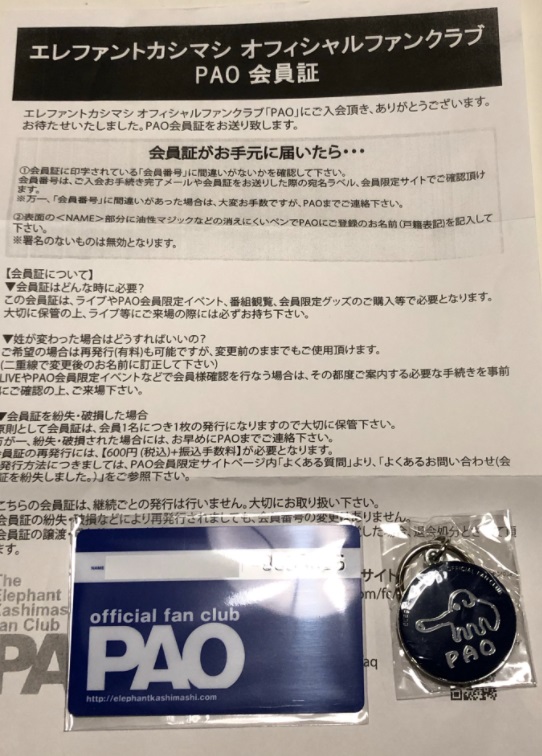 エレファントカシマシ オフィシャルファンクラブ
PAO 会員証
エレファントカシマシ オフィシャルファンクラブ「PAO」にご入会頂き、ありがとうございます。
お待たせいたしました。PAO会員証をお送り致します。
会員証がお手元に届いたら・・・
①会員証に印字されている「会員番号」に間違いがないかを確認して下さい。
会員番号は、ご入会お手続き完了メールや会員証をお送りした際の宛名ラベル、会員限定サイトでご確認頂け
ます。
※万一、「会員番号」に間違いがあった場合は、大変お手数ですが、PAOまでご連絡下さい。
②表面の<NAME>部分に油性マジックなどの消えにくいペンでPAOにご登録のお名前(戸籍表記)を記入して
下さい。
※署名のないものは無効となります。
【会員証について】
▼会員証はどんな時に必要?
この会員証は、ライブやPAO会員限定イベント、番組観覧、会員限定グッズのご購入等で必要となります。
大切に保管の上、ライブ等にご来場の際には必ずお持ち下さい。
▼姓が変わった場合はどうすればいいの?
ご希望の場合は再発行(有料)も可能ですが、変更前のままでもご使用頂けます。
(二重線で変更後のお名前に訂正して下さい)
LIVEやPAO会員限定イベントなどで会員様確認を行なう場合は、その都度ご案内する必要な手続きを事前
にご確認の上、ご来場下さい。
▼会員証を紛失・破損した場合
原則として会員証は、会員1名につき1枚の発行になりますので大切に保管下さい。
が一、紛失・破損された場合には、お早めにPAOまでご連絡下さい。
会員証の再発行には、【600円(税込)+振込手数料】が必要となります。
発行方法につきましては、PAO会員限定サイトページ内「よくある質問」より、「よくあるお問い合わせ(会
証を紛失しました。)」をご参照下さい。
こちらの会員証は、継続ごとの発行は行いません。大切にお取り扱い下さい。
会員証の紛失・破損などにより再発行されましても、会員番号の変更はありません。
会員証の譲渡・
退会処分と
ます。
The
Elephant
Kashimas
Fan Club
PA
サイト
NAME
official fan club
PAO
http://elephantkashimashi.com/
OFFICIAL FAN CLUB
PAO
aq